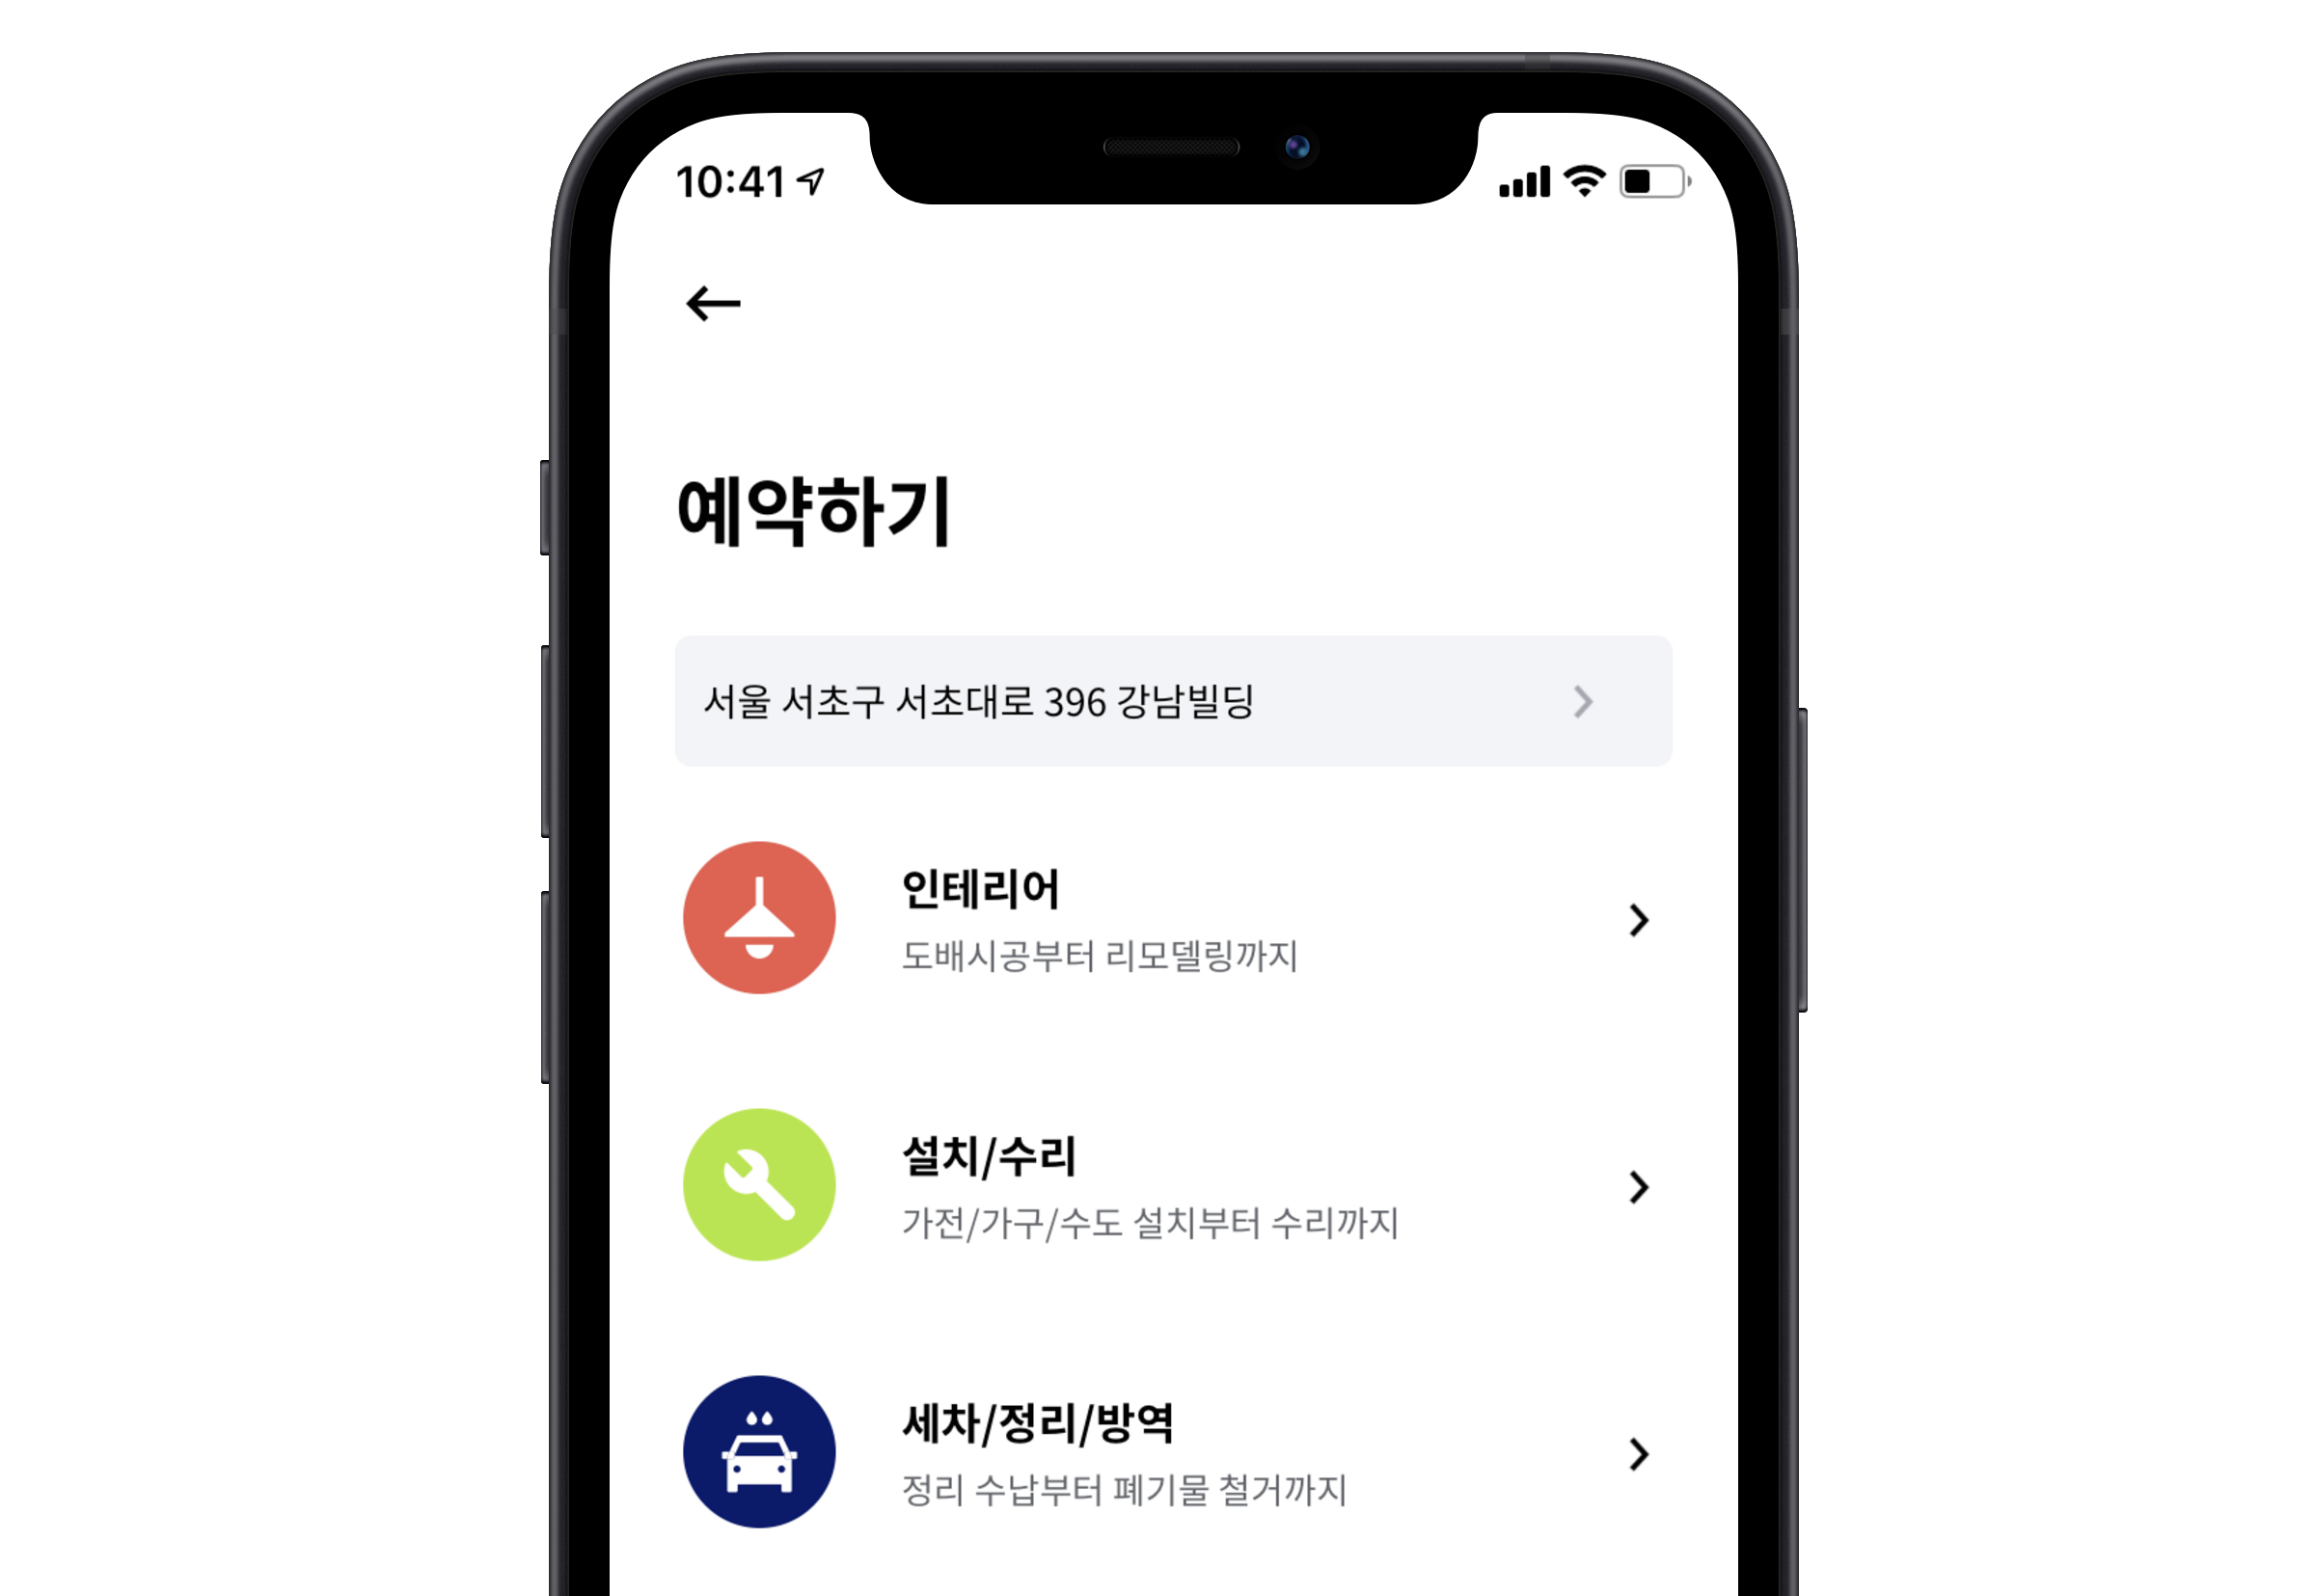 10:41
예약하기
서울 서초구 서초대로 396 강남빌딩
인테리어
도배시공부터 리모델링까지
설치/수리
가전/가구/수도 설치부터 수리까지
세차/정리/방역
정리 수납부터 폐기물 철거까지